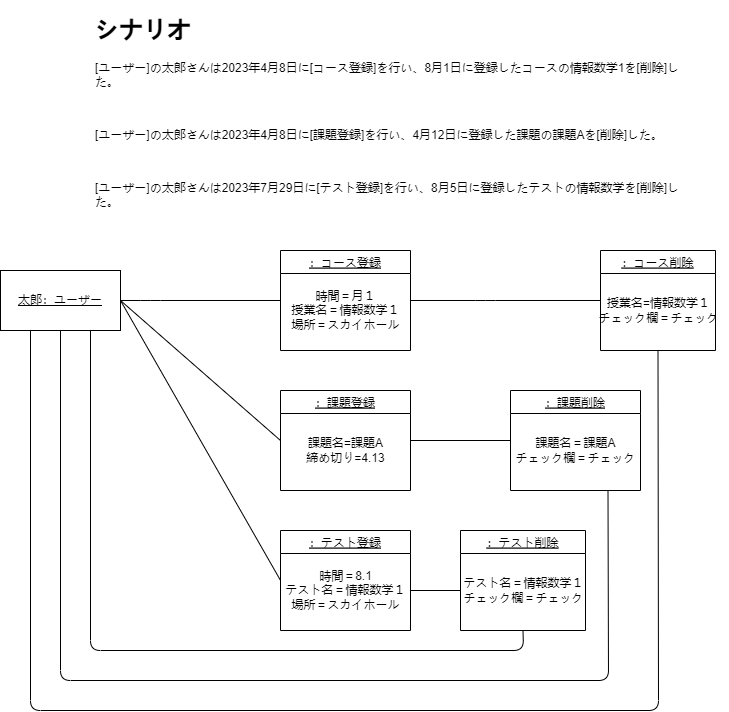 シナリオ
[ユーザー]の太郎さんは2023年4月8日に[コース登録]を行い、8月1日に登録したコースの情報数学1を[削除]し
た。
[ユーザー]の太郎さんは2023年4月8日に[課題登録]を行い、4月12日に登録した課題の課題Aを[削除]した。
[ユーザー]の太郎さんは2023年7月29日に[テスト登録]を行い、8月5日に登録したテストの情報数学を[削除]し
た。
太郎: ユーザー
: コース登録
時間＝月１
授業名＝情報数学１
場所＝スカイホール
: コース削除
授業名=情報数学１
チェック欄＝チェック
: 課題登録
課題名=課題A
締め切り=4.13
: 課題削除
課題名＝課題A
チェック欄＝チェック
: テスト登録
時間＝8.1
テスト名＝情報数学１
場所＝スカイホール
: テスト削除
テスト名＝情報数学１
チェック欄＝チェック